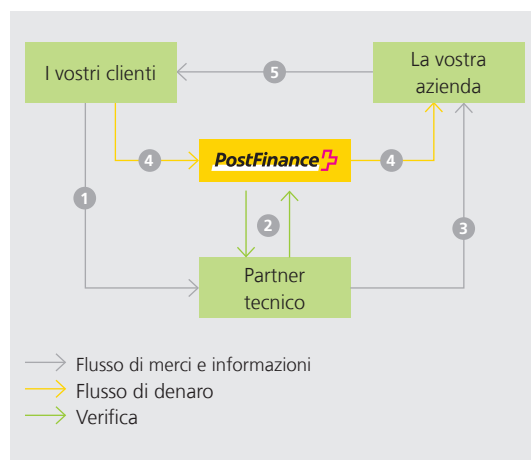 I vostri clienti
5
La vostra
azienda
4
PostFinance
4
1
2
3
Partner
tecnico
Flusso di merci e informazioni
Flusso di denaro
Verifica